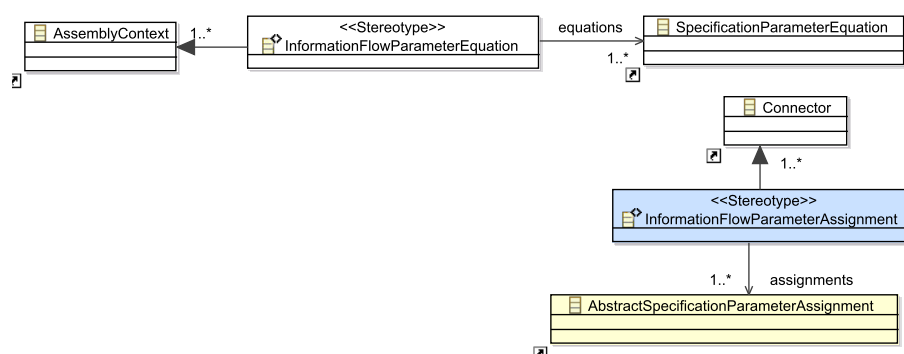 AssemblyContext
1..*
<<Stereotype>>
InformationFlowParameterEquation
equations
1..*
SpecificationParameterEquation
Connector
1..*
<<Stereotype>>
InformationFlowParameterAssignment
1..*
assignments
AbstractSpecificationParameterAssignment